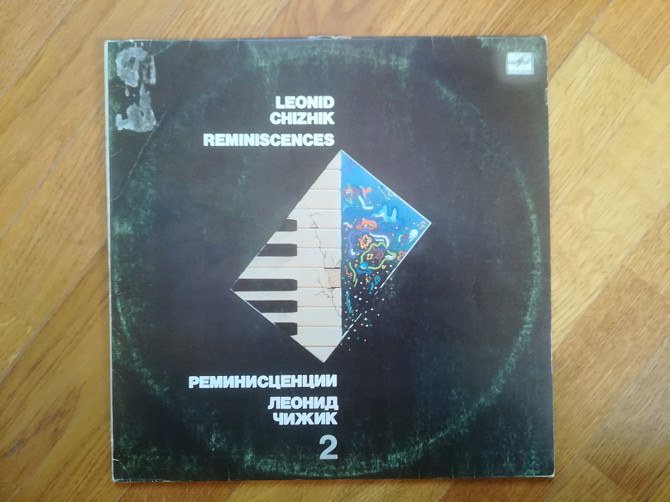 LEONID
CHIZHIK
REMINISCENCES
РЕМИНИСЦЕНЦИИ
ЛЕОНИД
ЧИЖИК
2